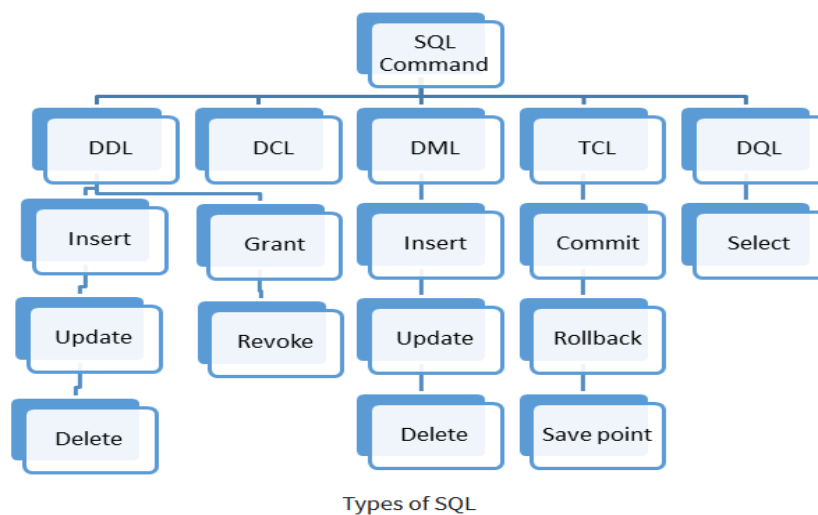 SQL
Command
DDL
DCL
DML
TCL
DQL
Insert
Grant
Insert
Commit
Select
Update
Revoke
Update
Rollback
Delete
Delete
Save point
Types of SQL